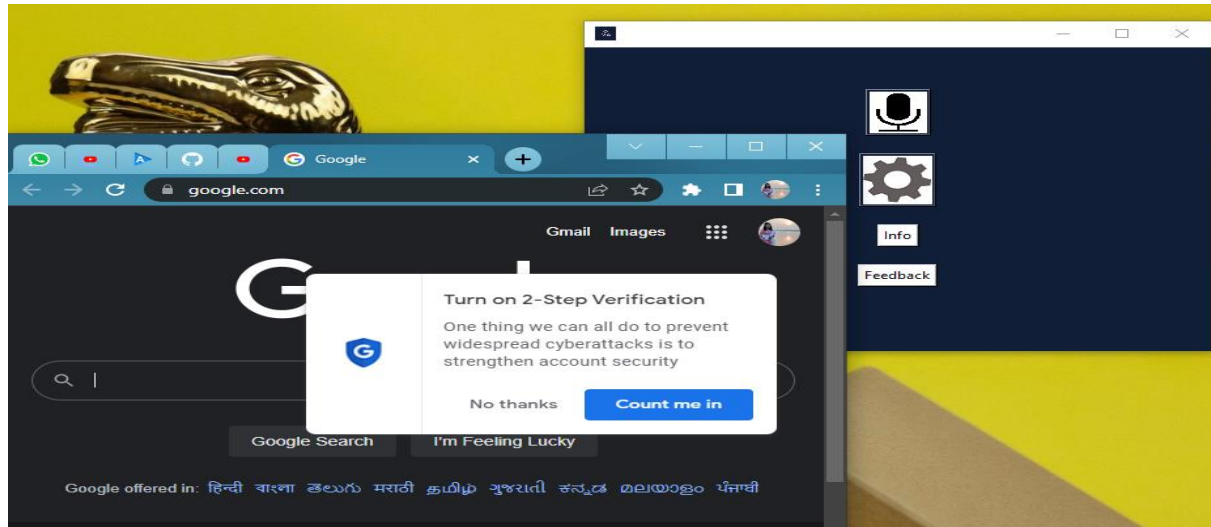 Google
google.com
Gmail Images
G
Turn on 2-Step Verification
One thing we can all do to prevent
widespread cyberattacks is to
strengthen account security
No thanks Count me in
Google Search I'm Feeling Lucky
Google offered in: हिन्दी বাংলা తెలుగు मराठी தமிழ் ગુજરાતી ಕನ್ನಡ മലയാളം ਪੰਜਾਬੀ
Info
Feedback